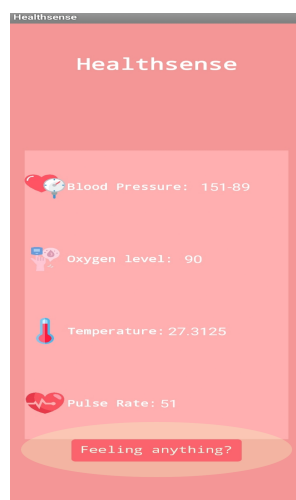 Healthsense
Healthsense
Blood Pressure: 151-89
Oxygen level: 90
Temperature: 27.3125
Pulse Rate: 51
Feeling anything?